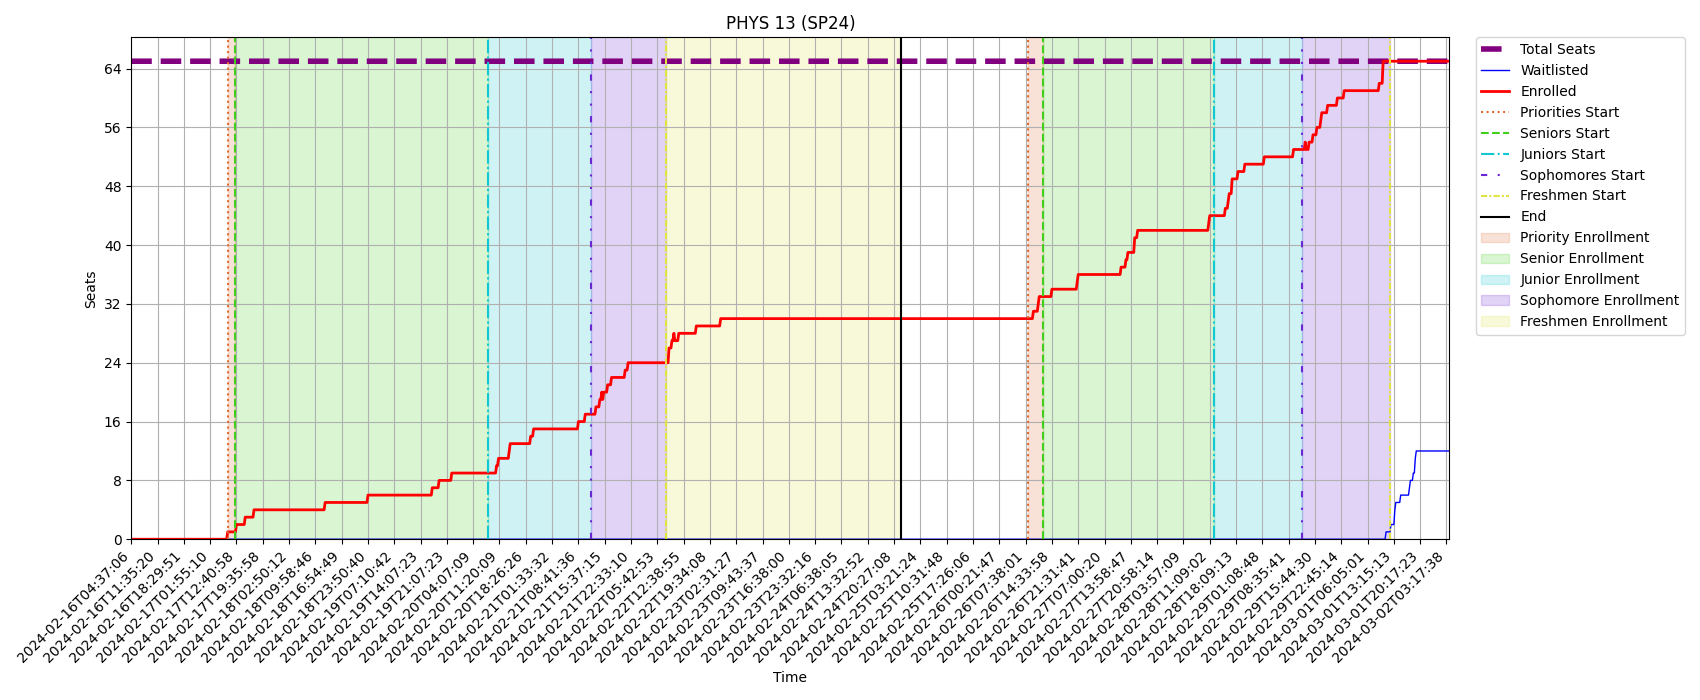 PHYS 13 (SP24)
Seats
64
56
48
40
32
24
16
8
0
2024-02-16T04:37:06
2024-02-16T11:35:20
2024-02-16T18:29:51
2024-02-17T01:55:10
2024-02-17T12:40:58
2024-02-17T19:35:58
2024-02-18T02:50:12
2024-02-18T09:58:46
2024-02-18T16:54:49
2024-02-18T23:50:40
2024-02-19T07:10:42
2024-02-19T14:07:23
2024-02-19T21:07:23
2024-02-20T04:07:09
2024-02-20T11:20:09
2024-02-20T18:26:26
2024-02-21T01:33:32
2024-02-21T08:41:36
2024-02-21T15:37:15
2024-02-21T22:33:10
2024-02-22T05:42:53
2024-02-22T12:38:55
2024-02-22T19:34:08
2024-02-23T02:31:27
2024-02-23T09:43:37
2024-02-23T16:38:00
2024-02-23T23:32:16
2024-02-24T06:38:05
2024-02-24T13:32:52
2024-02-24T20:27:08
2024-02-25T03:21:24
2024-02-25T10:31:48
2024-02-25T17:26:06
2024-02-26T00:21:47
2024-02-26T07:38:01
2024-02-26T14:33:58
2024-02-26T21:31:41
2024-02-27T07:00:20
2024-02-27T13:58:47
2024-02-27T20:58:14
2024-02-28T03:57:09
2024-02-28T11:09:02
2024-02-28T18:09:13
2024-02-29T01:08:48
2024-02-29T08:35:41
2024-02-29T15:44:30
2024-02-29T22:45:14
2024-03-01T06:05:01
2024-03-01T13:15:13
2024-03-01T20:17:23
2024-03-02T03:17:38
Time
Total Seats
Waitlisted
Enrolled
Priorities Start
Seniors Start
Juniors Start
Sophomores Start
Freshmen Start
End
Priority Enrollment
Senior Enrollment
Junior Enrollment
Sophomore Enrollment
Freshmen Enrollment